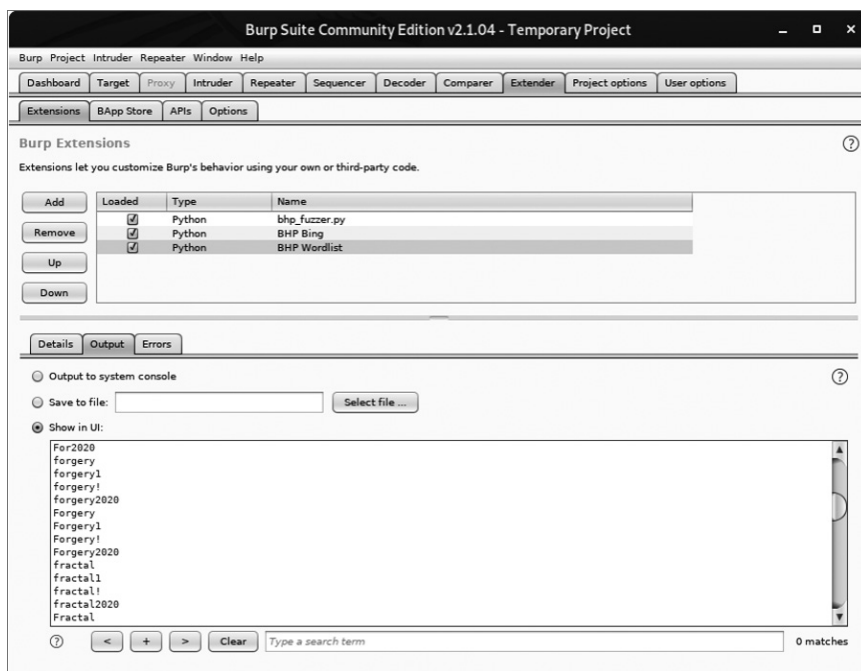 Burp Suite Community Edition v2.1.04 - Temporary Project
Burp Project Intruder Repeater Window Help
Dashboard Target Proxy Intruder Repeater Sequencer Decoder Comparer Extender Project options User options
Extensions BApp Store APIs Options
Burp Extensions
?
Extensions let you customize Burp's behavior using your own or third-party code.
Add
Remove
Up
Down
Loaded Type Name
Python bhp_fuzzer.py
Python BHP Bing
Python BHP Wordlist
Details Output Errors
Output to system console
?
Save to file: Select file ...
Show in UI:
For2020
forgery
forgery1
forgery!
forgery2020
Forgery
Forgery1
Forgery!
Forgery2020
fractal
fractal1
fractal!
fractal2020
Fractal
? < + > Clear Type a search term 0 matches